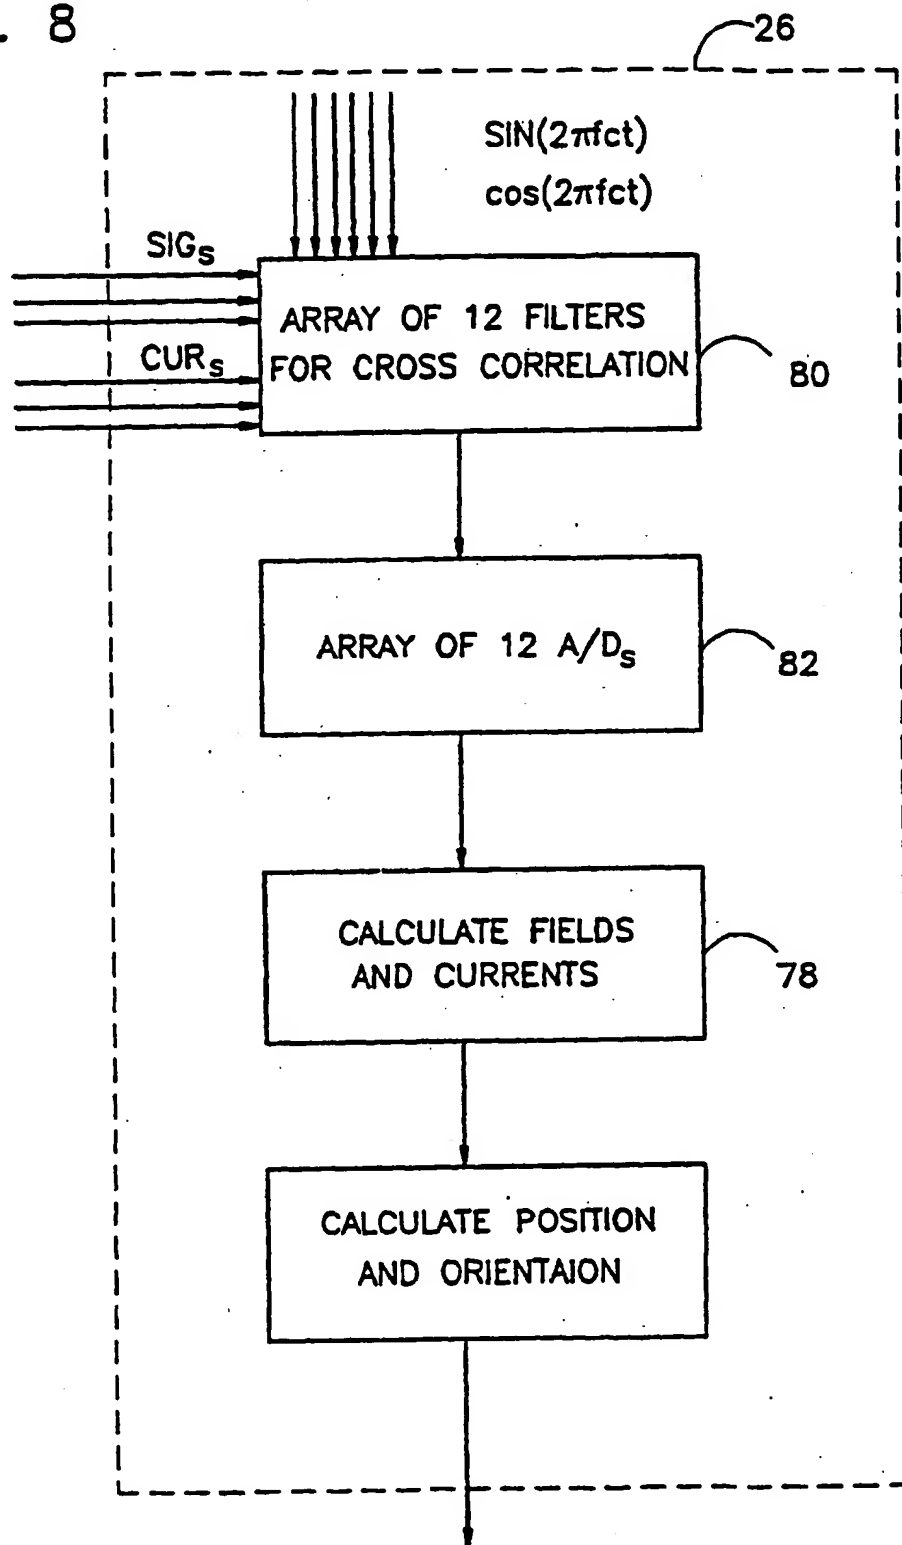 . 8
26
SIN(2πfct)
cos(2πfct)
SIGs
ARRAY OF 12 FILTERS
FOR CROSS CORRELATION
CURs
80
ARRAY OF 12 A/Ds
82
CALCULATE FIELDS
AND CURRENTS
78
CALCULATE POSITION
AND ORIENTAION